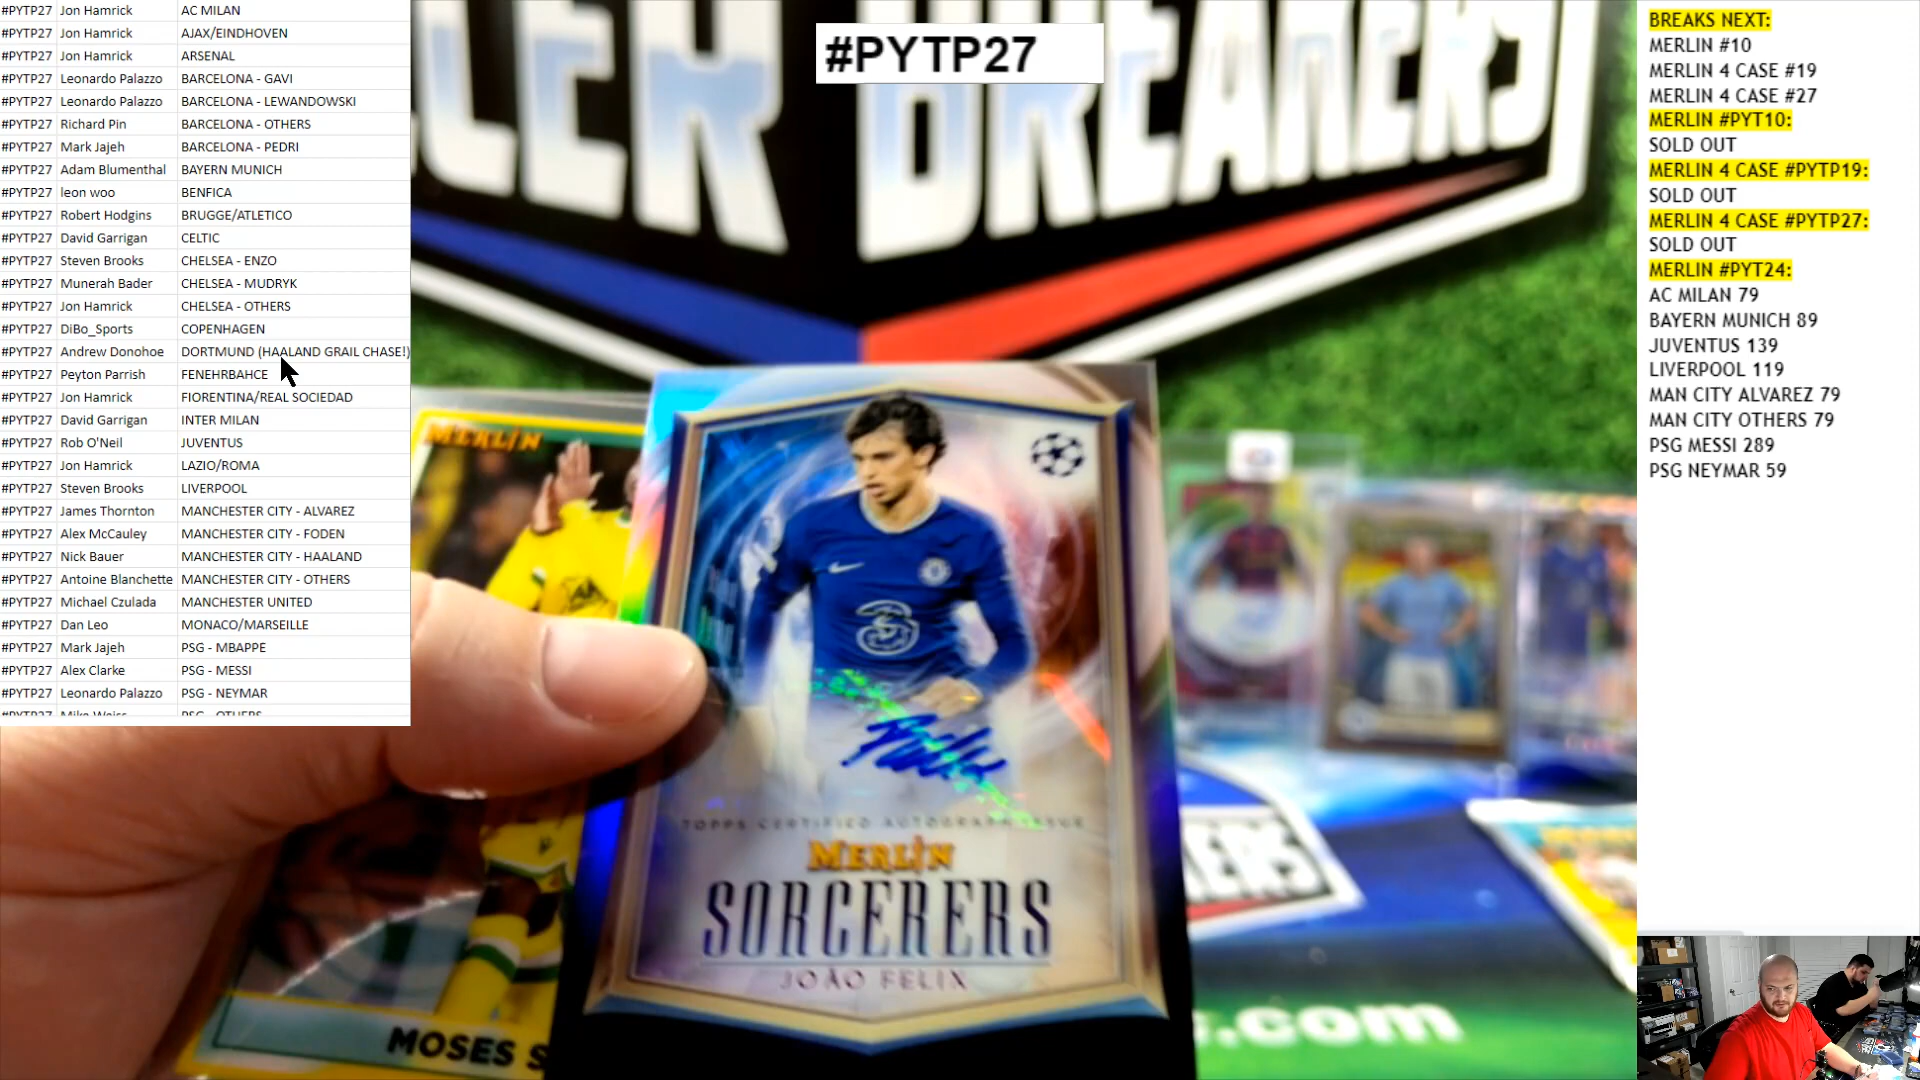 #PYTP27 Jon Hamrick AC MILAN
#PYTP27 Jon Hamrick AJAX/EINDHOVEN
#PYTP27 Jon Hamrick ARSENAL
#PYTP27 Leonardo Palazzo BARCELONA - GAVI
#PYTP27 Leonardo Palazzo BARCELONA - LEWANDOWSKI
#PYTP27 Richard Pin BARCELONA - OTHERS
#PYTP27 Mark Jajeh BARCELONA - PEDRI
#PYTP27 Adam Blumenthal BAYERN MUNICH
#PYTP27 leon woo BENFICA
#PYTP27 Robert Hodgins BRUGGE/ATLETICO
#PYTP27 David Garrigan CELTIC
#PYTP27 Steven Brooks CHELSEA - ENZO
#PYTP27 Munerah Bader CHELSEA - MUDRYK
#PYTP27 Jon Hamrick CHELSEA - OTHERS
#PYTP27 DiBo_Sports COPENHAGEN
#PYTP27 Andrew Donohoe DORTMUND (HAALAND GRAIL CHASE!)
#PYTP27 Peyton Parrish FENEHRBAHCE
#PYTP27 Jon Hamrick FIORENTINA/REAL SOCIEDAD
#PYTP27 David Garrigan INTER MILAN
#PYTP27 Rob O'Neil JUVENTUS
#PYTP27 Jon Hamrick LAZIO/ROMA
#PYTP27 Steven Brooks LIVERPOOL
#PYTP27 James Thornton MANCHESTER CITY - ALVAREZ
#PYTP27 Alex McCauley MANCHESTER CITY - FODEN
#PYTP27 Nick Bauer MANCHESTER CITY - HAALAND
#PYTP27 Antoine Blanchette MANCHESTER CITY - OTHERS
#PYTP27 Michael Czulada MANCHESTER UNITED
#PYTP27 Dan Leo MONACO/MARSEILLE
#PYTP27 Mark Jajeh PSG - MBAPPE
#PYTP27 Alex Clarke PSG - MESSI
#PYTP27 Leonardo Palazzo PSG - NEYMAR
#PYTP27 Mike Weiss PSG - OTHERS
#PYTP27
BREAKERS
MERLIN
3
TOPPS CERTIFIED AUTOGRAPH ISSUE
MERLIN
SORCERERS
JOÃO FELIX
MOSES S
.com
BREAKS NEXT:
MERLIN #10
MERLIN 4 CASE #19
MERLIN 4 CASE #27
MERLIN #PYT10:
SOLD OUT
MERLIN 4 CASE #PYTP19:
SOLD OUT
MERLIN 4 CASE #PYTP27:
SOLD OUT
MERLIN #PYT24:
AC MILAN 79
BAYERN MUNICH 89
JUVENTUS 139
LIVERPOOL 119
MAN CITY ALVAREZ 79
MAN CITY OTHERS 79
PSG MESSI 289
PSG NEYMAR 59